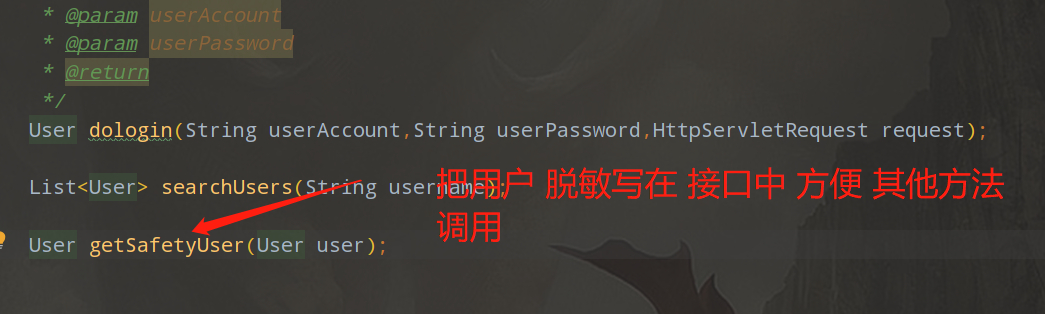 * @param userAccount
* @param userPassword
* @return
*/
User dologin(String userAccount,String userPassword,HttpServletRequest request);
List<User> searchUsers(String username);
把用户 脱敏写在 接口中 方便 其他方法
调用
User getSafetyUser(User user);